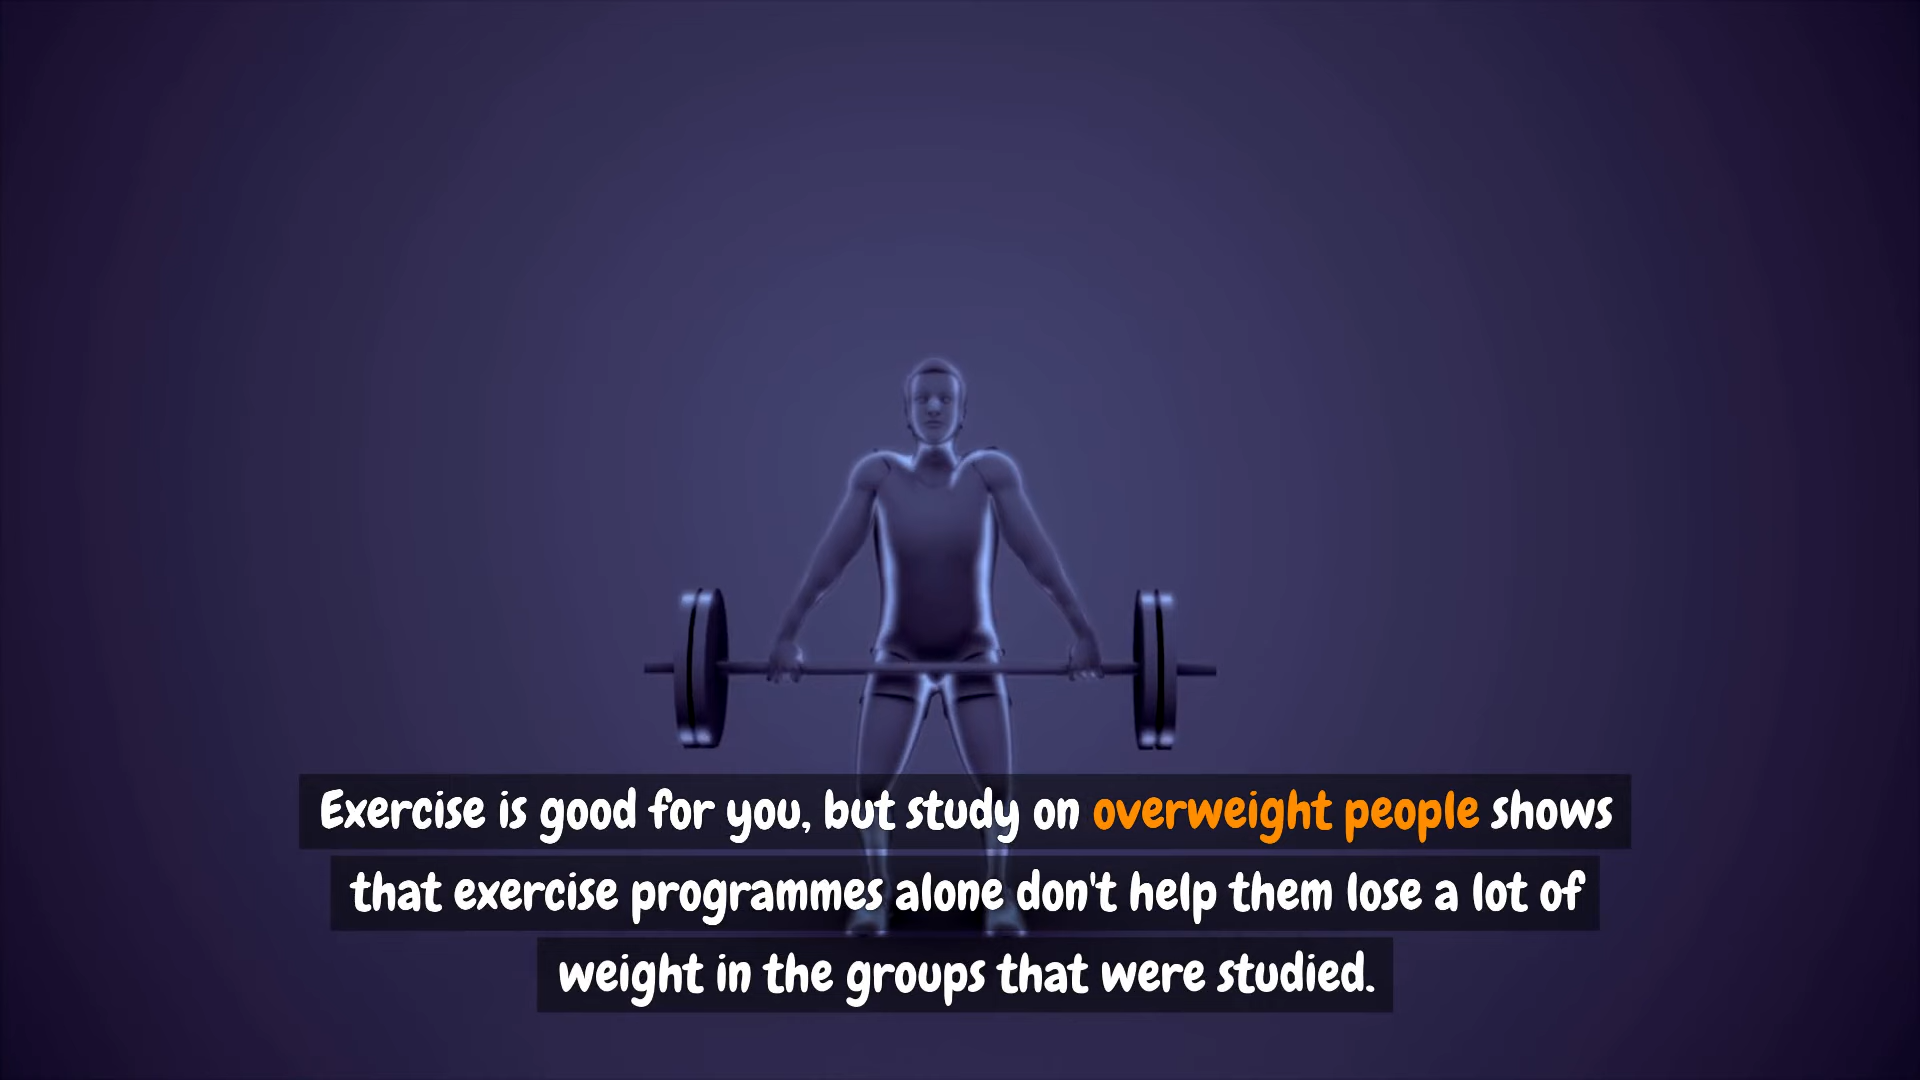 Exercise is good for you, but study on overweight people shows
that exercise programmes alone don't help them lose a lot of
weight in the groups that were studied.